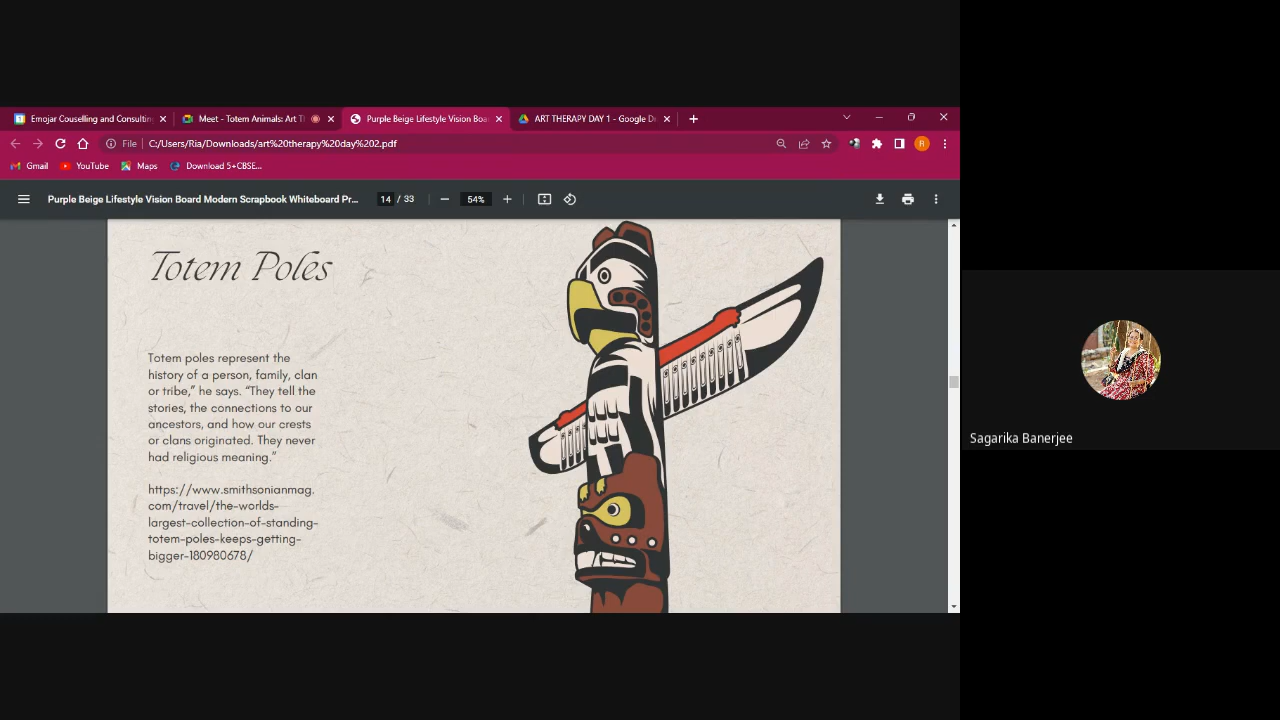 Emojar Couselling and Consulting
Meet - Totem Animals: Art T
Purple Beige Lifestyle Vision Boa
ART THERAPY DAY 1 - Google D
File
C:/Users/Ria/Downloads/art%20therapy%20day%202.pdf
R
Gmail
YouTube
Maps
Download 5+CBSE...
Purple Beige Lifestyle Vision Board Modern Scrapbook Whiteboard Pr...
14 / 33
54%
Totem Poles
Totem poles represent the
history of a person, family, clan
or tribe,” he says. “They tell the
stories, the connections to our
ancestors, and how our crests
or clans originated. They never
had religious meaning.”
https://www.smithsonianmag.
com/travel/the-worlds-
largest-collection-of-standing-
totem-poles-keeps-getting-
bigger-180980678/
Sagarika Banerjee